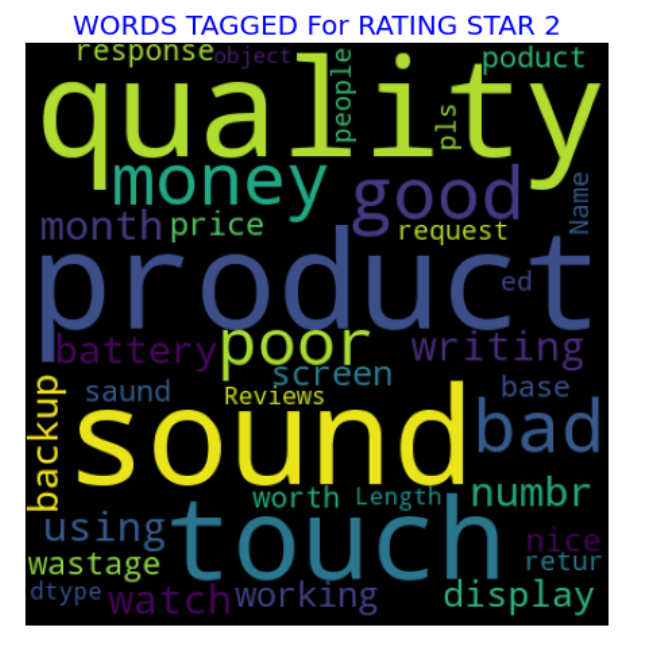 WORDS TAGGED For RATING STAR 2
response
object
people
poduct
quality
pls
money
good
Name
month
price
request
product
ed
battery
poor
writing
screen
saund
Reviews
base
backup
sound
bad
worth
Length
numbr
using
touch
nice
wastage
retur
dtype
watch
working
display